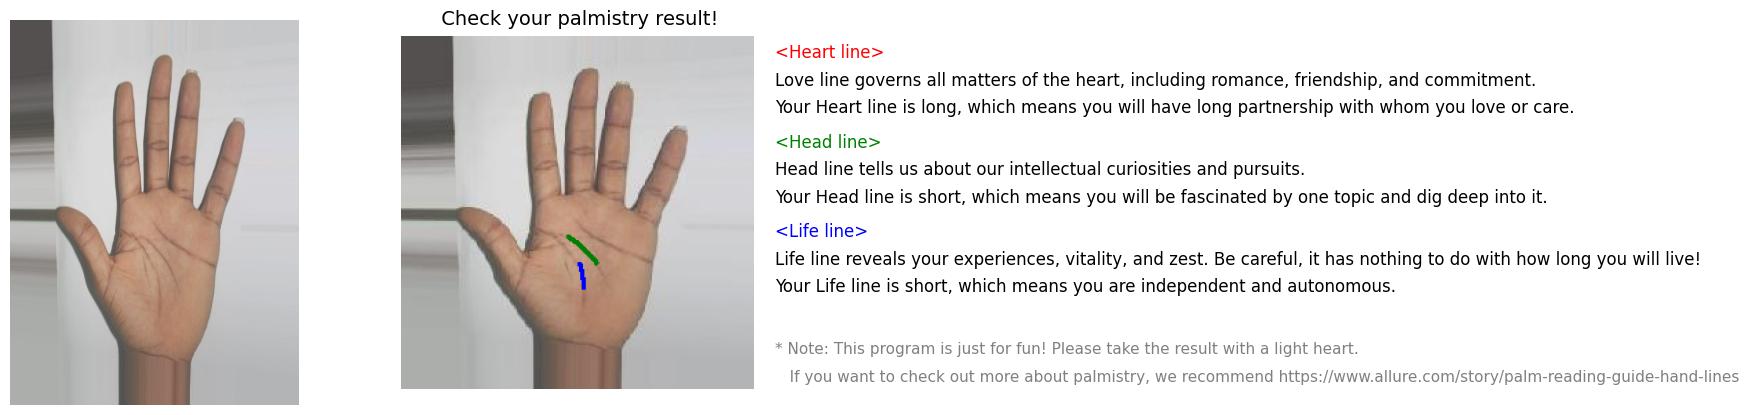 Check your palmistry result!
<Heart line>
Love line governs all matters of the heart, including romance, friendship, and commitment.
Your Heart line is long, which means you will have long partnership with whom you love or care.
<Head line>
Head line tells us about our intellectual curiosities and pursuits.
Your Head line is short, which means you will be fascinated by one topic and dig deep into it.
<Life line>
Life line reveals your experiences, vitality, and zest. Be careful, it has nothing to do with how long you will live!
Your Life line is short, which means you are independent and autonomous.
* Note: This program is just for fun! Please take the result with a light heart.
If you want to check out more about palmistry, we recommend https://www.allure.com/story/palm-reading-guide-hand-lines